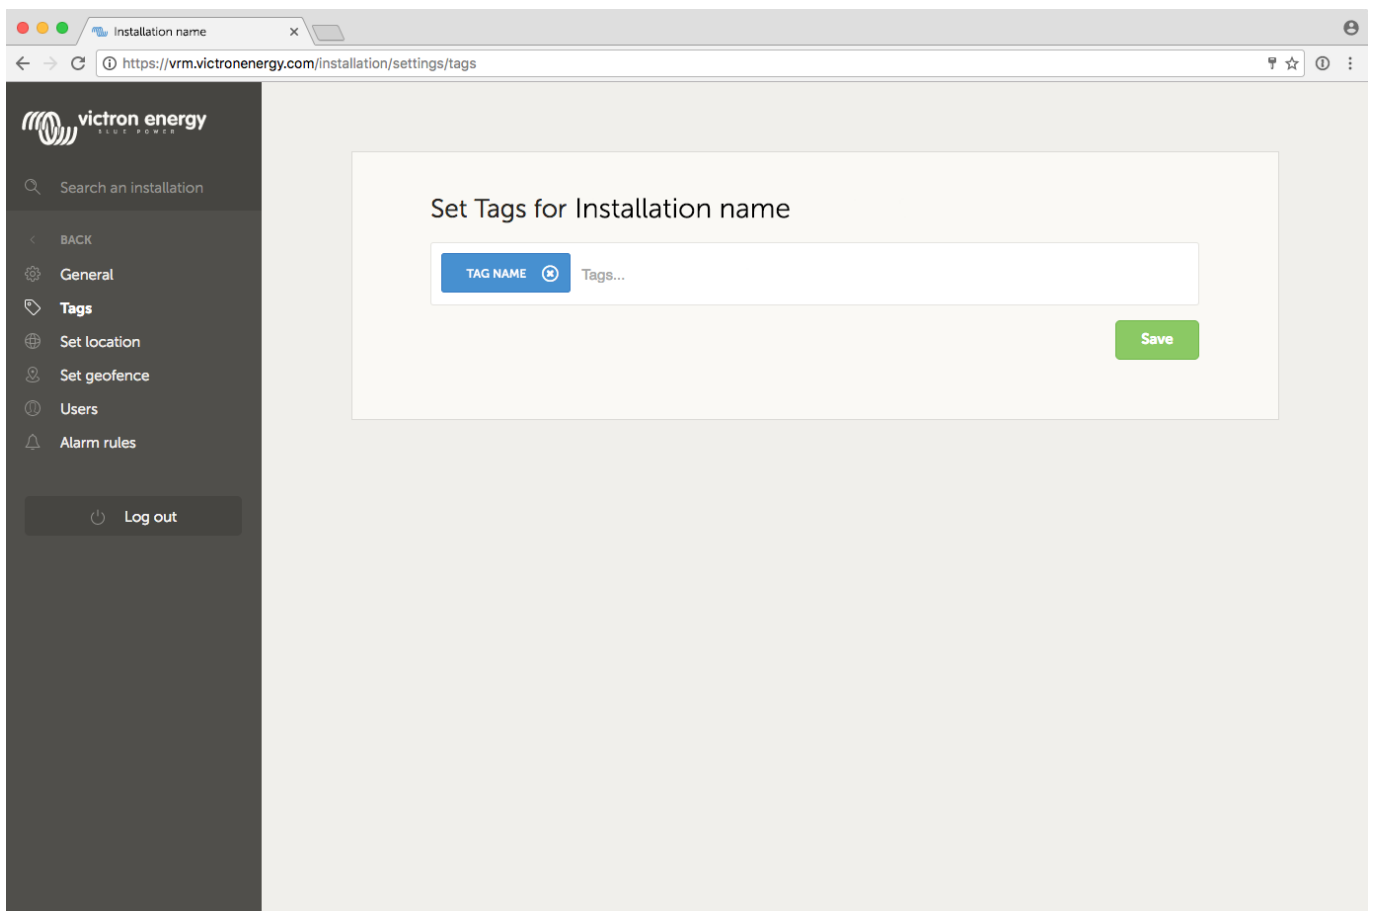 Installation name
https://vrm.victronenergy.com/installation/settings/tags
victron energy
BLUE POWER
Search an installation
BACK
General
Tags
Set location
Set geofence
Users
Alarm rules
Log out
Set Tags for Installation name
TAG NAME Tags...
Save